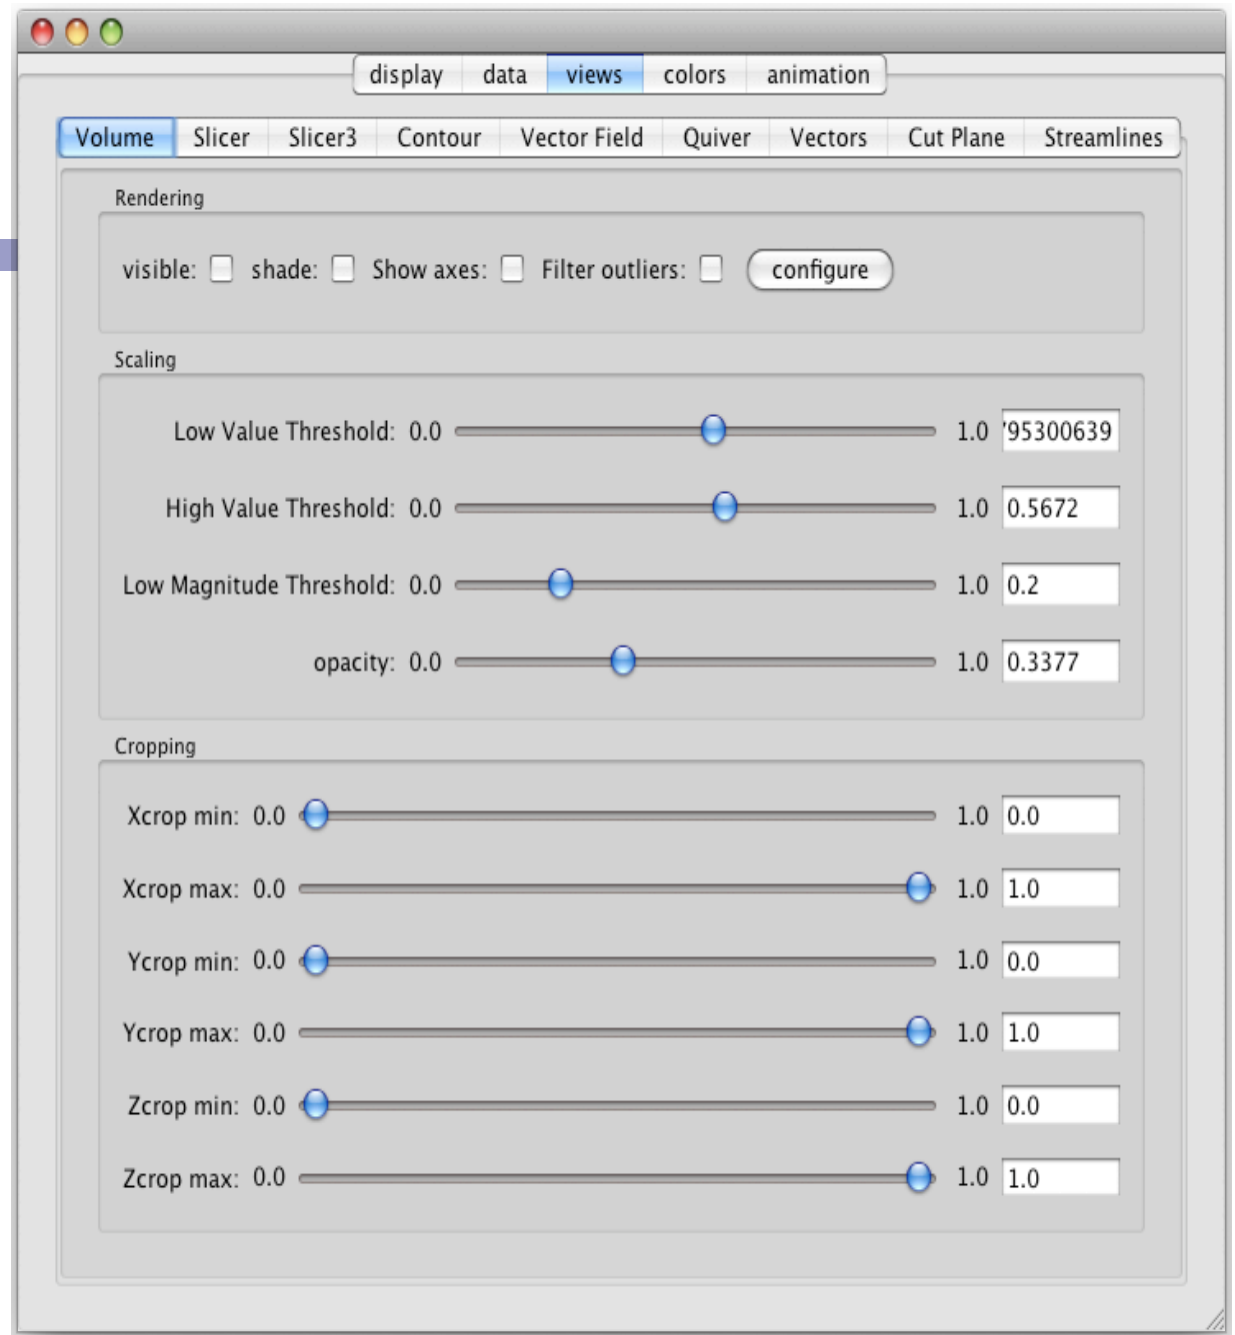 display data views colors animation
Volume Slicer Slicer3 Contour Vector Field Quiver Vectors Cut Plane Streamlines
Rendering
visible: shade: Show axes: Filter outliers: configure
Scaling
Low Value Threshold: 0.0 1.0 795300639
High Value Threshold: 0.0 1.0 0.5672
Low Magnitude Threshold: 0.0 1.0 0.2
opacity: 0.0 1.0 0.3377
Cropping
Xcrop min: 0.0 1.0 0.0
Xcrop max: 0.0 1.0 1.0
Ycrop min: 0.0 1.0 0.0
Ycrop max: 0.0 1.0 1.0
Zcrop min: 0.0 1.0 0.0
Zcrop max: 0.0 1.0 1.0